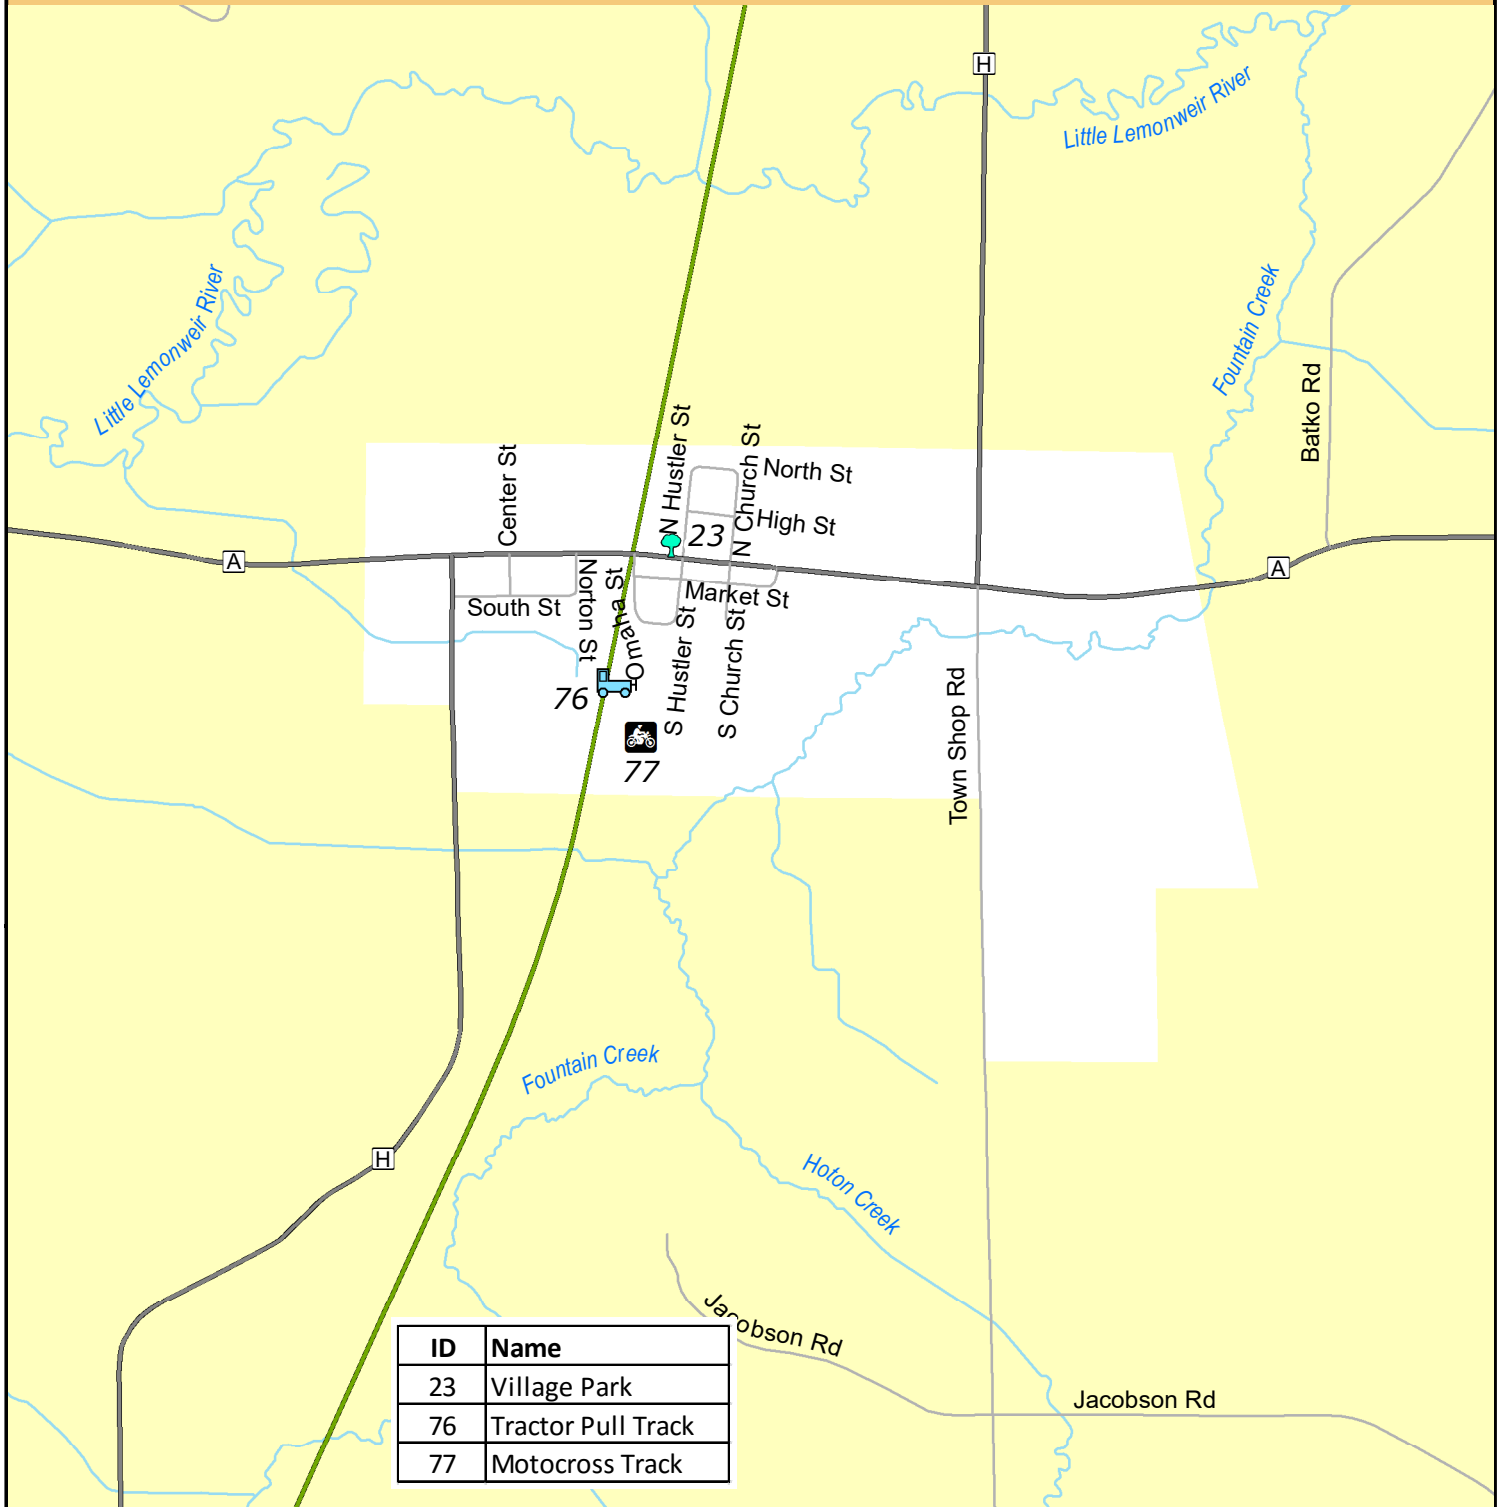 H
Little Lemonweir River
Little Lemonweir River
Fountain Creek
Batko Rd
Center St
N Hustler St
N Church St
North St
High St
23
A
A
South St
Norton St
Omaha St
Market St
S Hustler St
S Church St
Town Shop Rd
76
77
Fountain Creek
H
Hoton Creek
Jacobson Rd
Jacobson Rd
ID Name
23 Village Park
76 Tractor Pull Track
77 Motocross Track